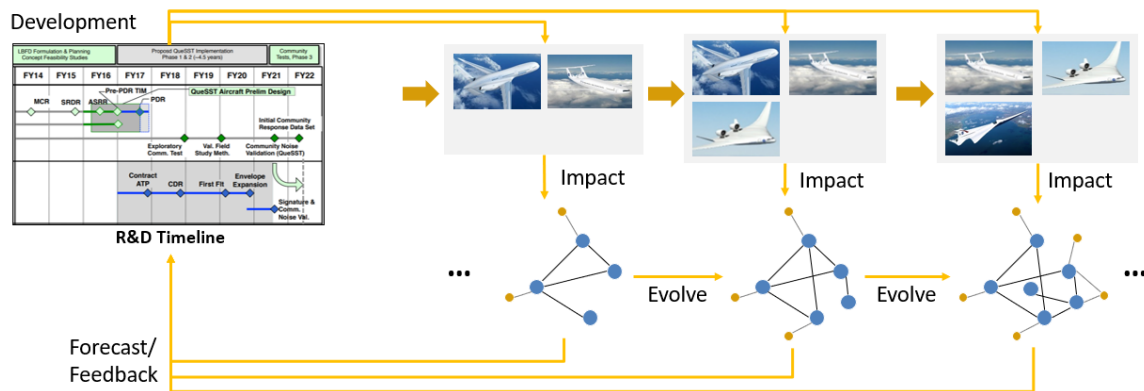 Development
LBFD Formulation & Planning
Concept Feasibility Studies
Proposed QueSST Implementation
Phase 1 & 2 (~4.5 years)
Community
Tests, Phase 3
FY14 FY15 FY16 FY17 FY18 FY19 FY20 FY21 FY22
Pre-PDR TIM
QueSST Aircraft Prelim Design
MCR SRDR ASRR PDR
Initial Community
Response Data Set
Exploratory
Comm. Test
Val. Field
Study Meth.
Community Noise
Validation (QueSST)
Contract
ATP
CDR
First Fit
Envelope
Expansion
Signature &
Comm.
Noise Val.
R&D Timeline
Impact
Impact
Impact
...
Evolve
Evolve
...
Forecast/
Feedback